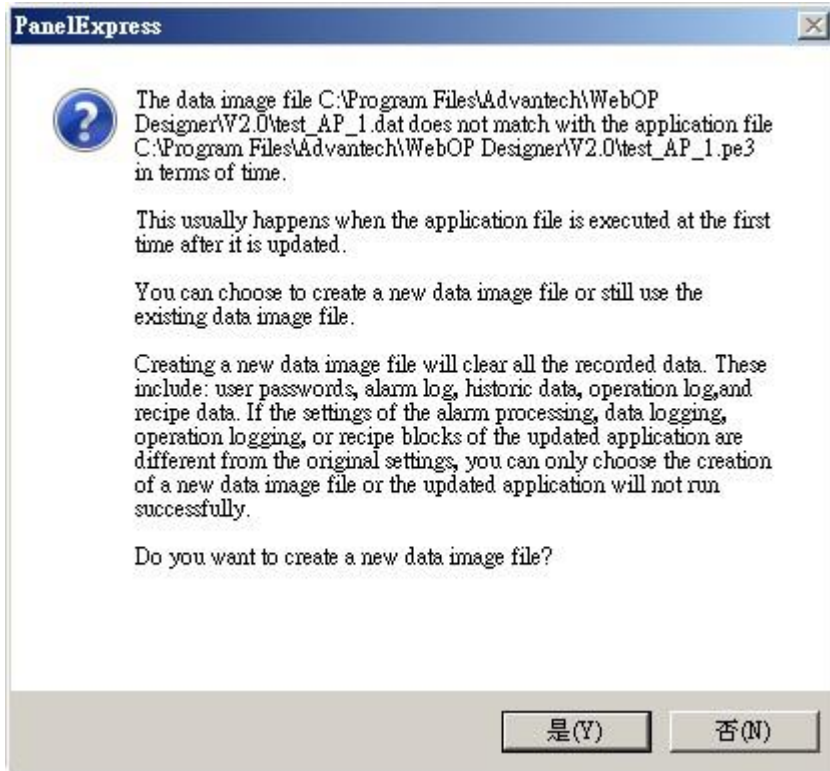 PanelExpress
The data image file C:\Program Files\Advantech\WebOP
Designer\V2.0\test_AP_1.dat does not match with the application file
C:\Program Files\Advantech\WebOP Designer\V2.0\test_AP_1.pe3
in terms of time.
This usually happens when the application file is executed at the first
time after it is updated.
You can choose to create a new data image file or still use the
existing data image file.
Creating a new data image file will clear all the recorded data. These
include: user passwords, alarm log, historic data, operation log,and
recipe data. If the settings of the alarm processing, data logging,
operation logging, or recipe blocks of the updated application are
different from the original settings, you can only choose the creation
of a new data image file or the updated application will not run
successfully.
Do you want to create a new data image file?
是(Y) 否(N)